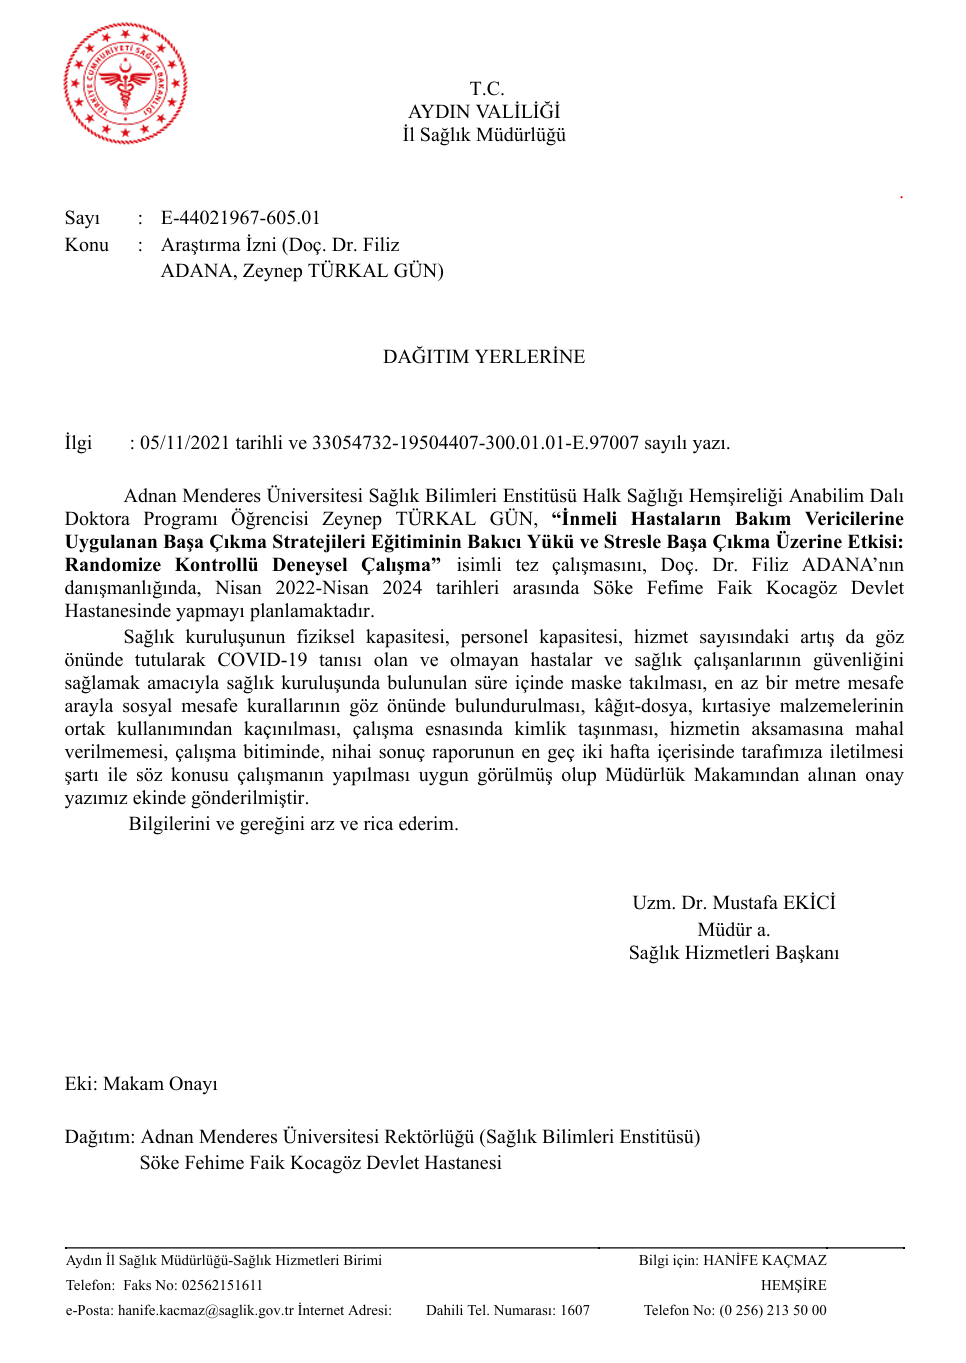 TÜRKİYE CUMHURİYETİ SAĞLIK BAKANLIĞI
T.C.
AYDIN VALİLİĞİ
İl Sağlık Müdürlüğü
Sayı : E-44021967-605.01
Konu : Araştırma İzni (Doç. Dr. Filiz
ADANA, Zeynep TÜRKAL GÜN)
DAĞITIM YERLERİNE
İlgi : 05/11/2021 tarihli ve 33054732-19504407-300.01.01-E.97007 sayılı yazı.
Adnan Menderes Üniversitesi Sağlık Bilimleri Enstitüsü Halk Sağlığı Hemşireliği Anabilim Dalı
Doktora Programı Öğrencisi Zeynep TÜRKAL GÜN, “İnmeli Hastaların Bakım Vericilerine
Uygulanan Başa Çıkma Stratejileri Eğitiminin Bakıcı Yükü ve Stresle Başa Çıkma Üzerine Etkisi:
Randomize Kontrollü Deneysel Çalışma” isimli tez çalışmasını, Doç. Dr. Filiz ADANA’nın
danışmanlığında, Nisan 2022-Nisan 2024 tarihleri arasında Söke Fefime Faik Kocagöz Devlet
Hastanesinde yapmayı planlamaktadır.
Sağlık kuruluşunun fiziksel kapasitesi, personel kapasitesi, hizmet sayısındaki artış da göz
önünde tutularak COVID-19 tanısı olan ve olmayan hastalar ve sağlık çalışanlarının güvenliğini
sağlamak amacıyla sağlık kuruluşunda bulunulan süre içinde maske takılması, en az bir metre mesafe
arayla sosyal mesafe kurallarının göz önünde bulundurulması, kâğıt-dosya, kırtasiye malzemelerinin
ortak kullanımından kaçınılması, çalışma esnasında kimlik taşınması, hizmetin aksamasına mahal
verilmemesi, çalışma bitiminde, nihai sonuç raporunun en geç iki hafta içerisinde tarafımıza iletilmesi
şartı ile söz konusu çalışmanın yapılması uygun görülmüş olup Müdürlük Makamından alınan onay
yazımız ekinde gönderilmiştir.
Bilgilerini ve gereğini arz ve rica ederim.
Uzm. Dr. Mustafa EKİCİ
Müdür a.
Sağlık Hizmetleri Başkanı
Eki: Makam Onayı
Dağıtım: Adnan Menderes Üniversitesi Rektörlüğü (Sağlık Bilimleri Enstitüsü)
Söke Fehime Faik Kocagöz Devlet Hastanesi
Aydın İl Sağlık Müdürlüğü-Sağlık Hizmetleri Birimi Bilgi için: HANİFE KAÇMAZ
Telefon: Faks No: 02562151611 HEMŞİRE
e-Posta: hanife.kacmaz@saglik.gov.tr İnternet Adresi: Dahili Tel. Numarası: 1607 Telefon No: (0 256) 213 50 00